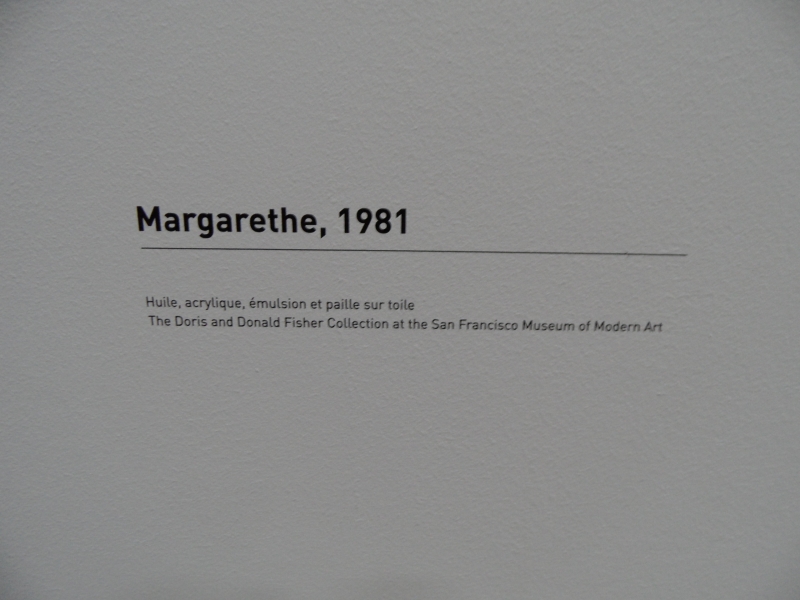 Margarethe, 1981
Huile, acrylique, émulsion et paille sur toile
The Doris and Donald Fisher Collection at the San Francisco Museum of Modern Art